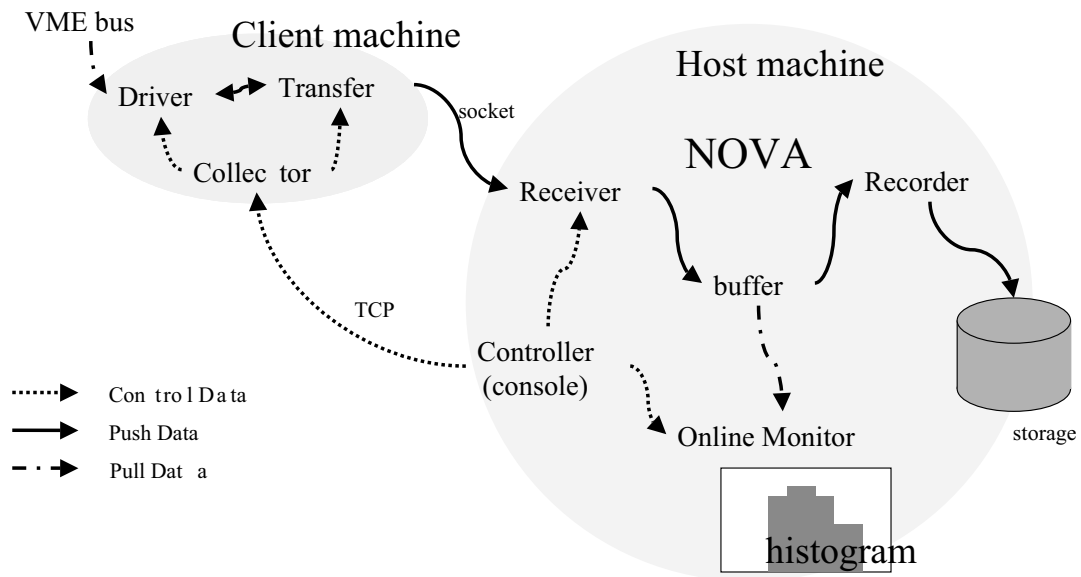 VME bus
Client machine
Host machine
Driver
Transfer
socket
NOVA
Collec tor
Receiver
Recorder
buffer
TCP
Controller
(console)
Con tro l Da ta
Push Data
Online Monitor
storage
Pull Dat a
histogram